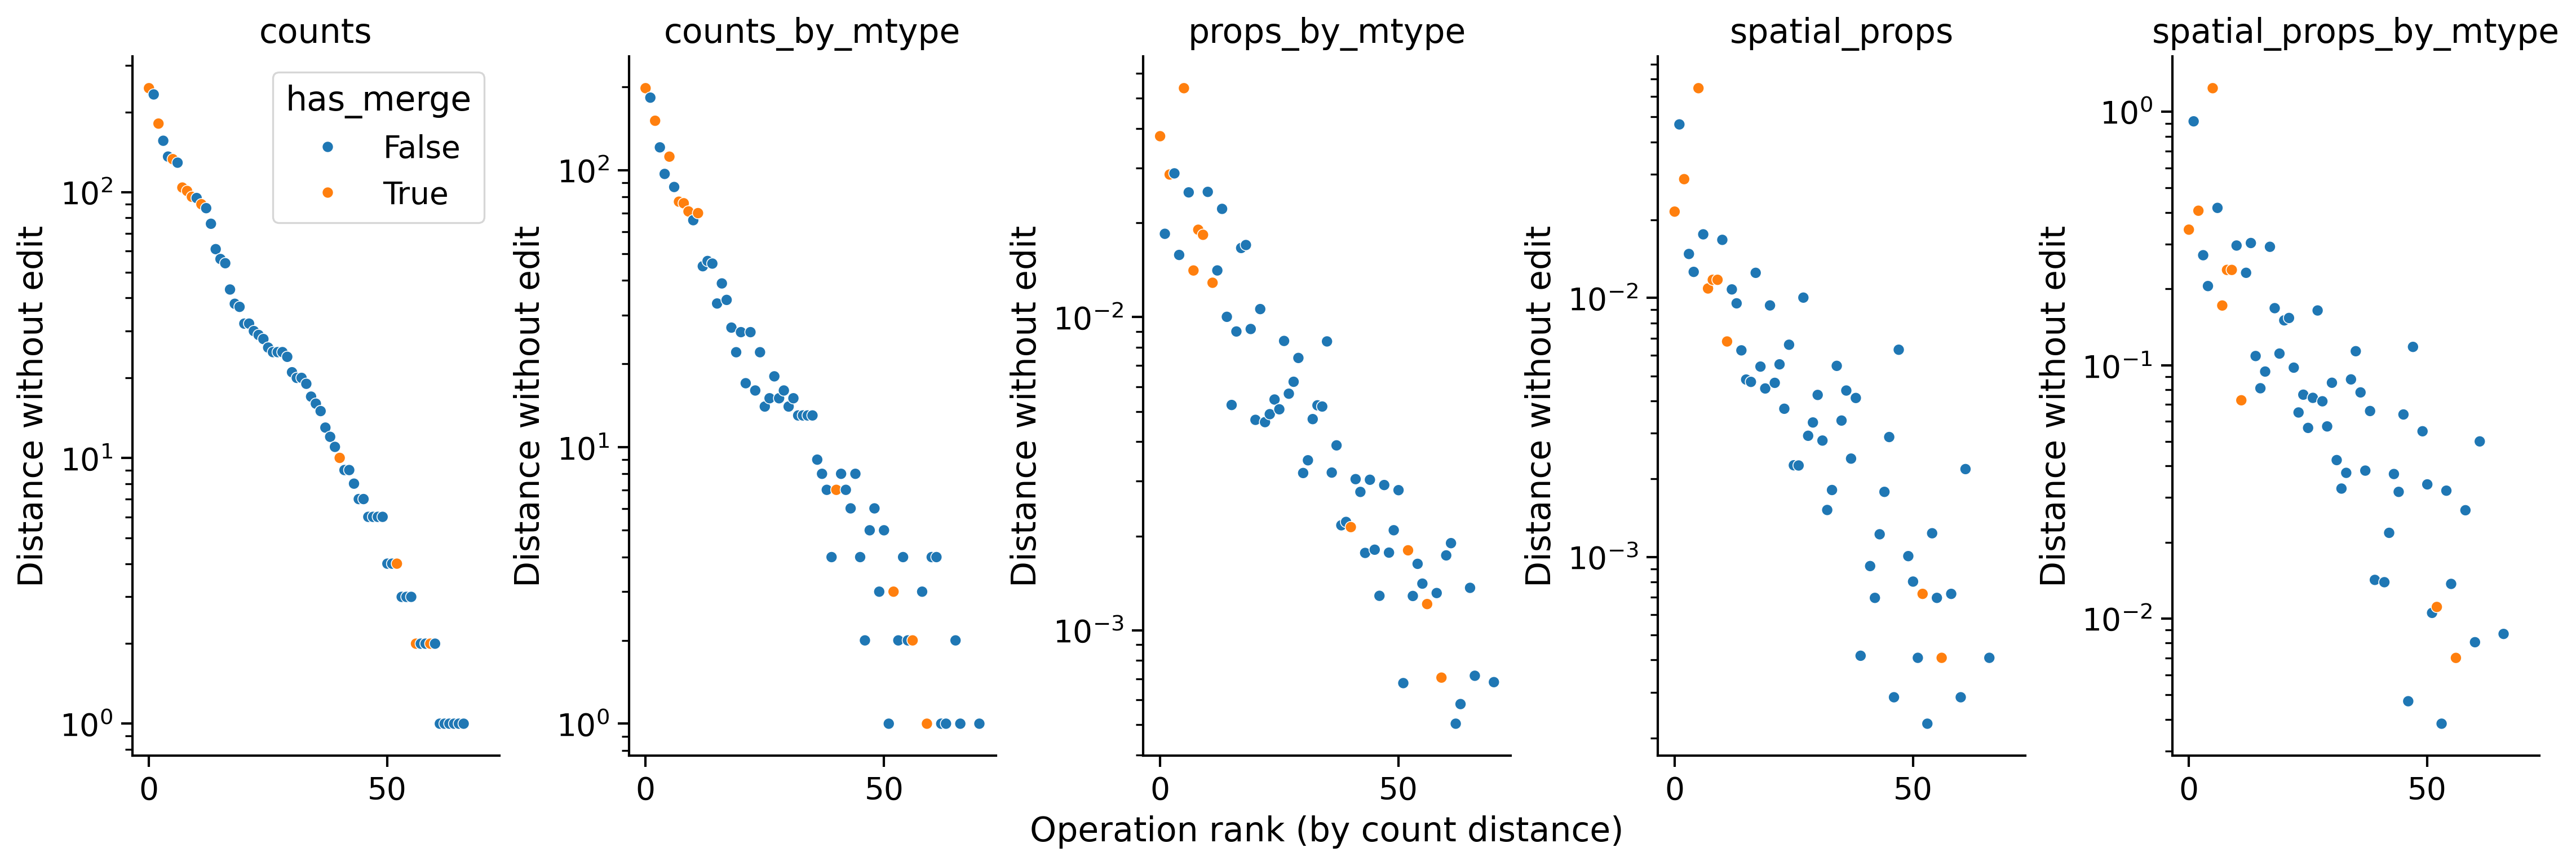 counts
counts_by_mtype
props_by_mtype
spatial_props
spatial_props_by_mtype
has_merge
False
True
Distance without edit
10²
10¹
10⁰
0
50
Distance without edit
10²
10¹
10⁰
0
50
Distance without edit
10⁻²
10⁻³
0
50
Distance without edit
10⁻²
10⁻³
0
50
Distance without edit
10⁰
10⁻¹
10⁻²
0
50
Operation rank (by count distance)